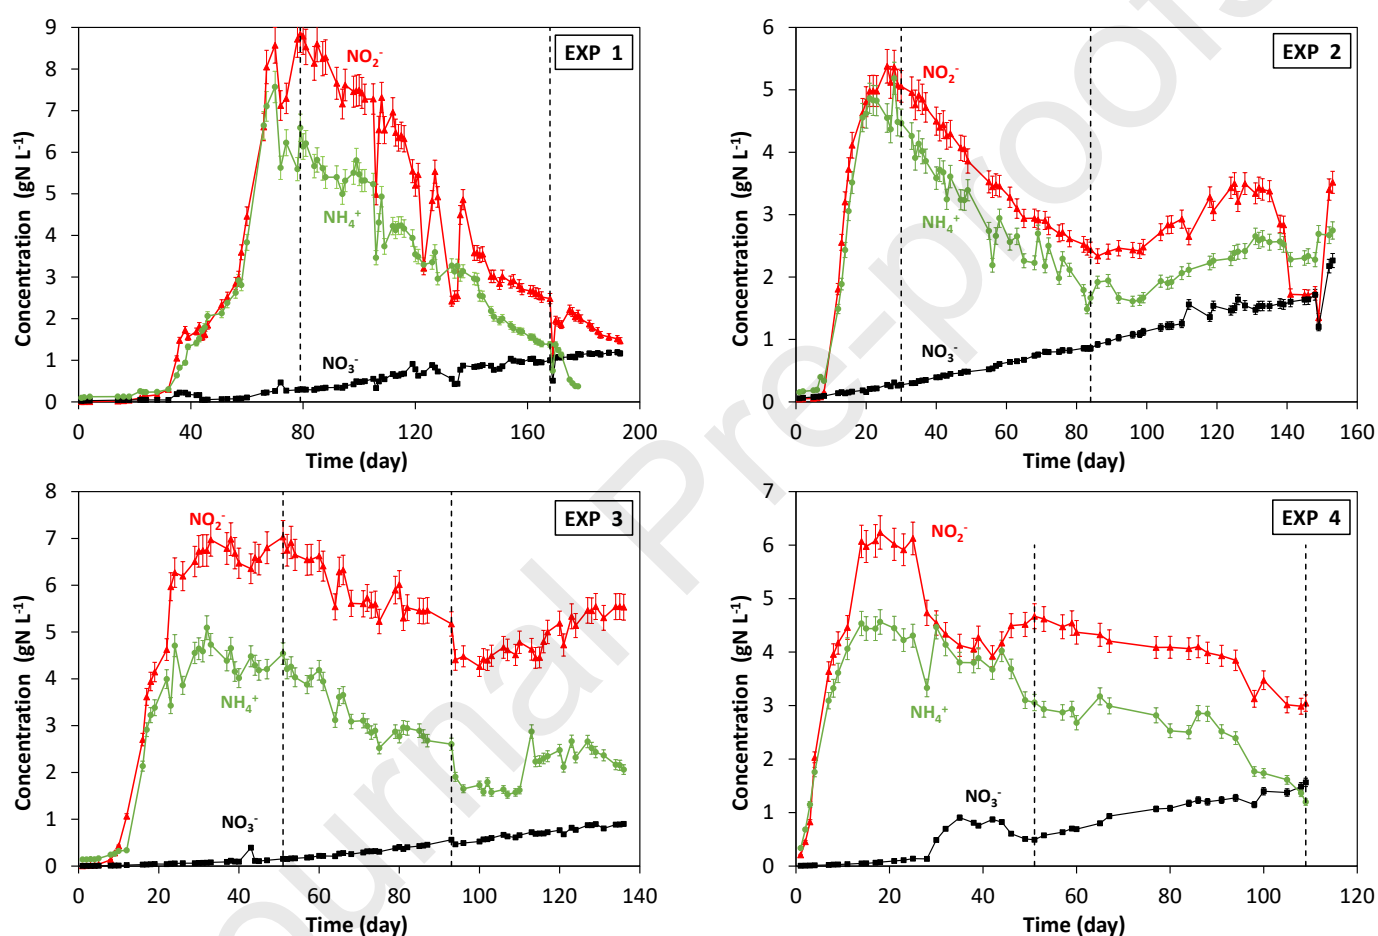 Journal Pre-proofs
EXP 1
NO₂⁻
NH₄⁺
NO₃⁻
Concentration (gN L⁻¹)
9
8
7
6
5
4
3
2
1
0
0 40 80 120 160 200
Time (day)
EXP 2
NO₂⁻
NH₄⁺
NO₃⁻
Concentration (gN L⁻¹)
6
5
4
3
2
1
0
0 20 40 60 80 100 120 140 160
Time (day)
EXP 3
NO₂⁻
NH₄⁺
NO₃⁻
Concentration (gN L⁻¹)
8
7
6
5
4
3
2
1
0
0 20 40 60 80 100 120 140
Time (day)
EXP 4
NO₂⁻
NH₄⁺
NO₃⁻
Concentration (gN L⁻¹)
7
6
5
4
3
2
1
0
0 20 40 60 80 100 120
Time (day)